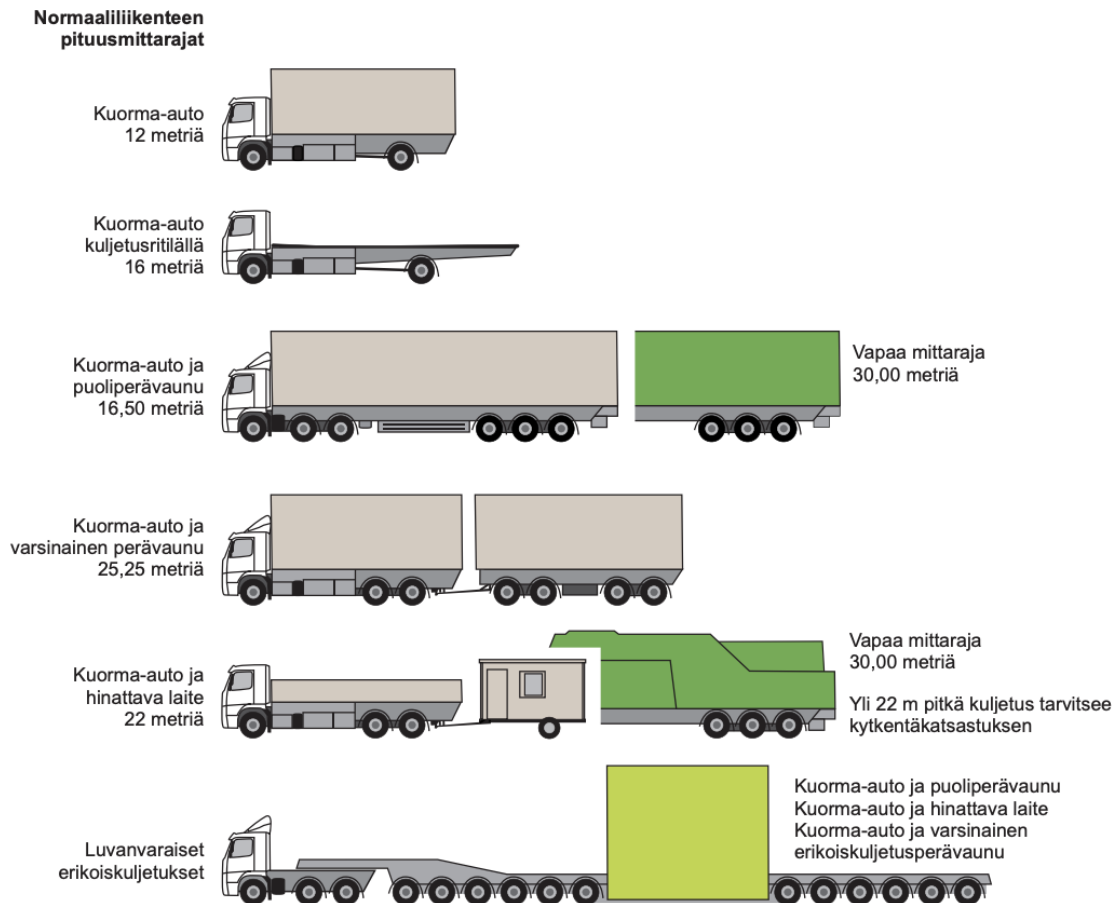 Normaaliliikenteen
pituusmittarajat
Kuorma-auto
12 metriä
Kuorma-auto
kuljetusritilällä
16 metriä
Kuorma-auto ja
puoliperävaunu
16,50 metriä
Vapaa mittaraja
30,00 metriä
Kuorma-auto ja
varsinainen perävaunu
25,25 metriä
Kuorma-auto ja
hinattava laite
22 metriä
Vapaa mittaraja
30,00 metriä
Yli 22 m pitkä kuljetus tarvitsee
kytkentäkatsastuksen
Luvanvaraiset
erikoiskuljetukset
Kuorma-auto ja puoliperävaunu
Kuorma-auto ja hinattava laite
Kuorma-auto ja varsinainen
erikoiskuljetusperävaunu